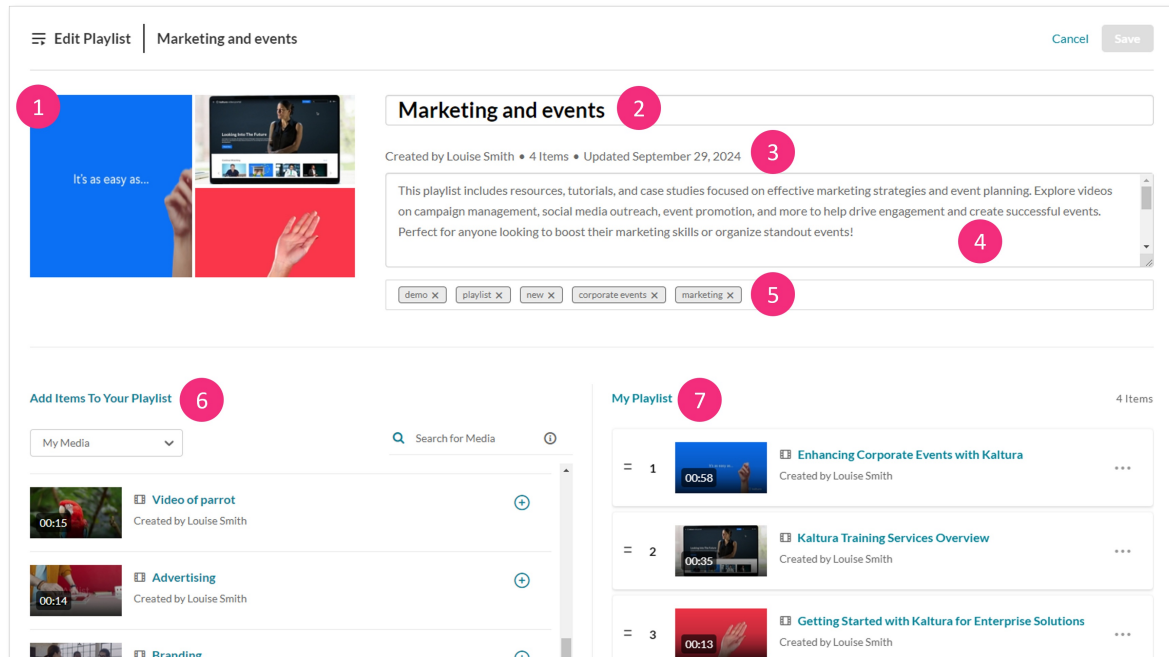 Edit Playlist
Marketing and events
Cancel
Save
1
It's as easy as...
Looking Into The Future
Marketing and events
2
Created by Louise Smith • 4 Items • Updated September 29, 2024
3
This playlist includes resources, tutorials, and case studies focused on effective marketing strategies and event planning. Explore videos
on campaign management, social media outreach, event promotion, and more to help drive engagement and create successful events.
Perfect for anyone looking to boost their marketing skills or organize standout events!
4
demo × playlist × new × corporate events × marketing ×
5
Add Items To Your Playlist
6
My Media
Search for Media
Video of parrot
Created by Louise Smith
00:15
Advertising
Created by Louise Smith
00:14
Branding
My Playlist
7
4 Items
1
00:58
Enhancing Corporate Events with Kaltura
Created by Louise Smith
2
00:35
Kaltura Training Services Overview
Created by Louise Smith
3
00:13
Getting Started with Kaltura for Enterprise Solutions
Created by Louise Smith